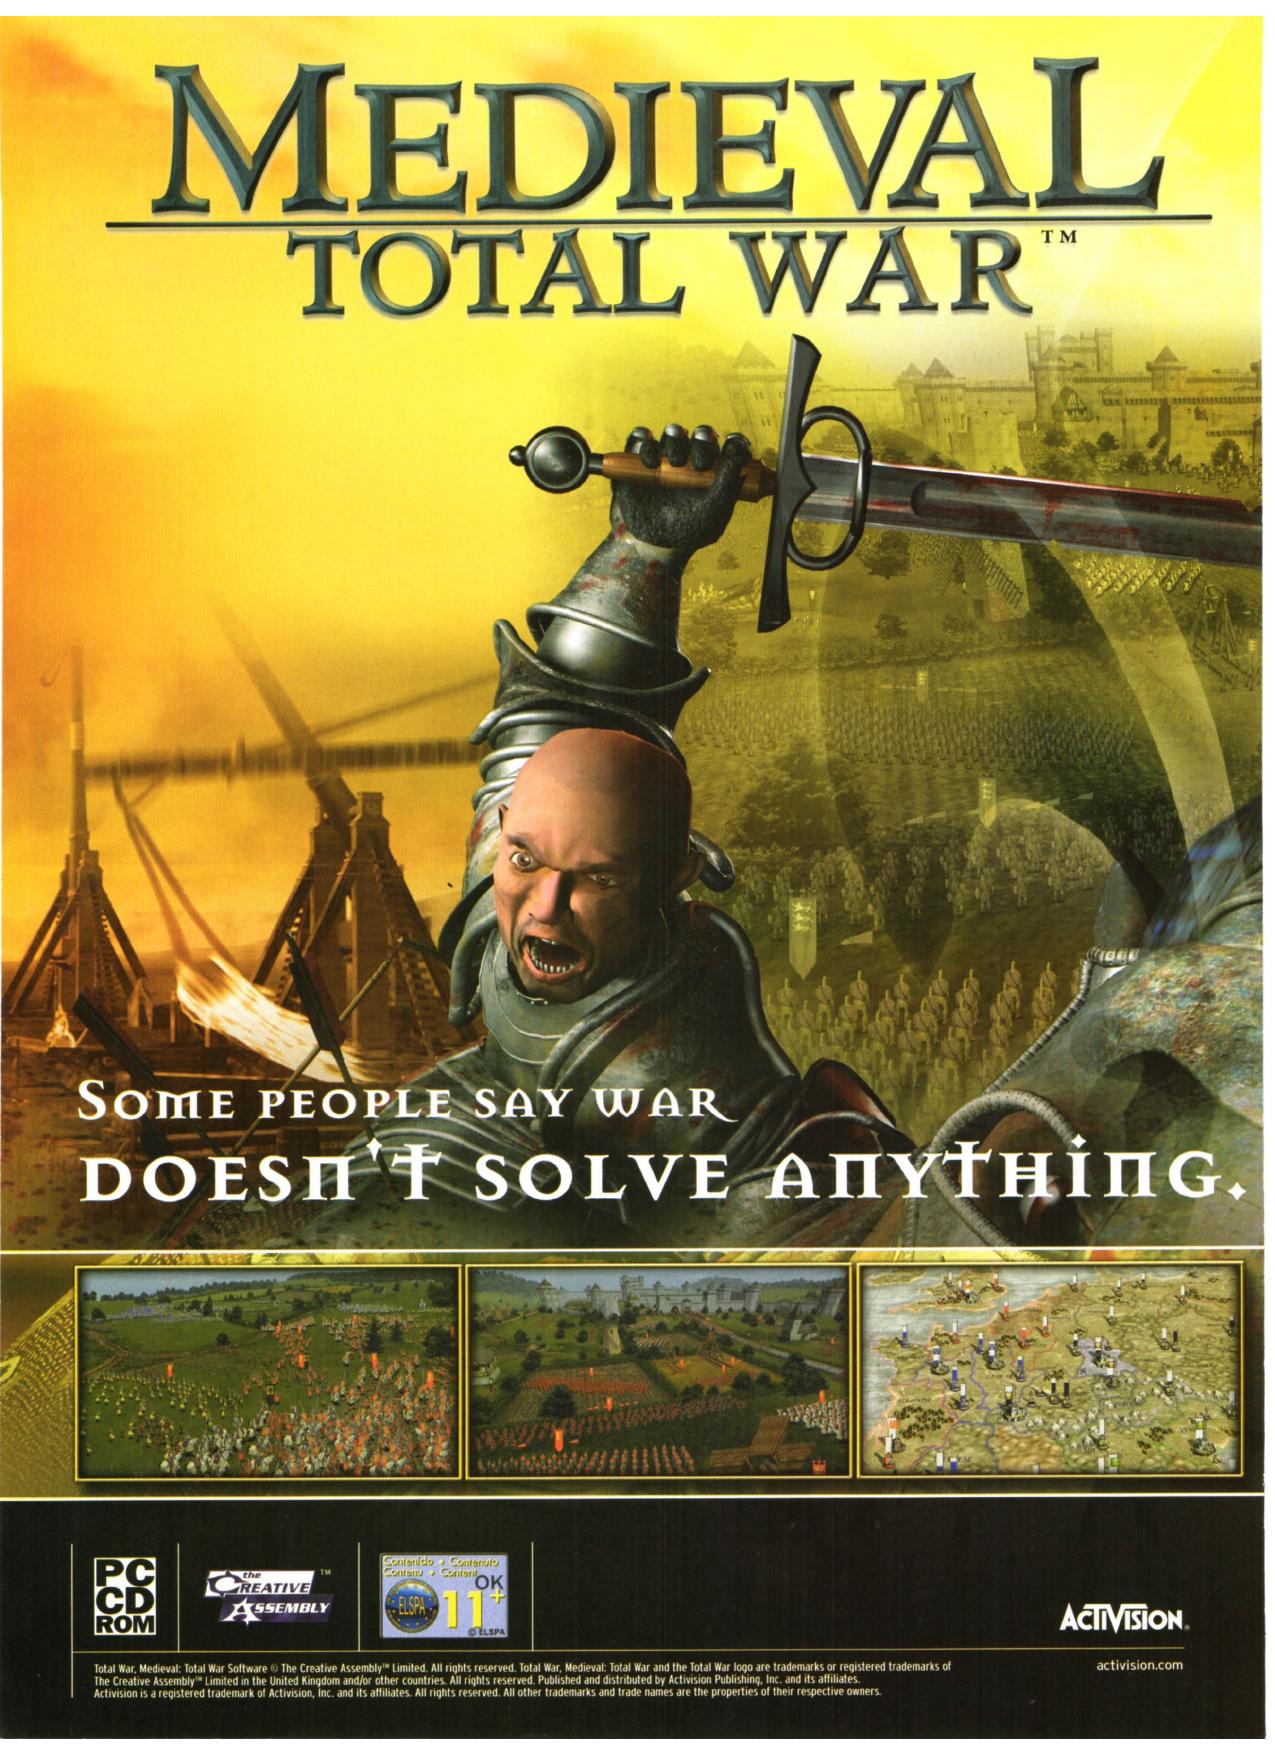 MEDIEVAL
TOTAL WAR™
SOME PEOPLE SAY WAR
DOESN'T SOLVE ANYTHING.
PC
CD
ROM
the
CREATIVE
ASSEMBLY™
Contenido • Contenuto
Contenu • Content
OK
ELSPA
11+
© ELSPA
ACTIVISION®
activision.com
Total War, Medieval: Total War Software © The Creative Assembly™ Limited. All rights reserved. Total War, Medieval: Total War and the Total War logo are trademarks or registered trademarks of
The Creative Assembly™ Limited in the United Kingdom and/or other countries. All rights reserved. Published and distributed by Activision Publishing, Inc. and its affiliates.
Activision is a registered trademark of Activision, Inc. and its affiliates. All rights reserved. All other trademarks and trade names are the properties of their respective owners.